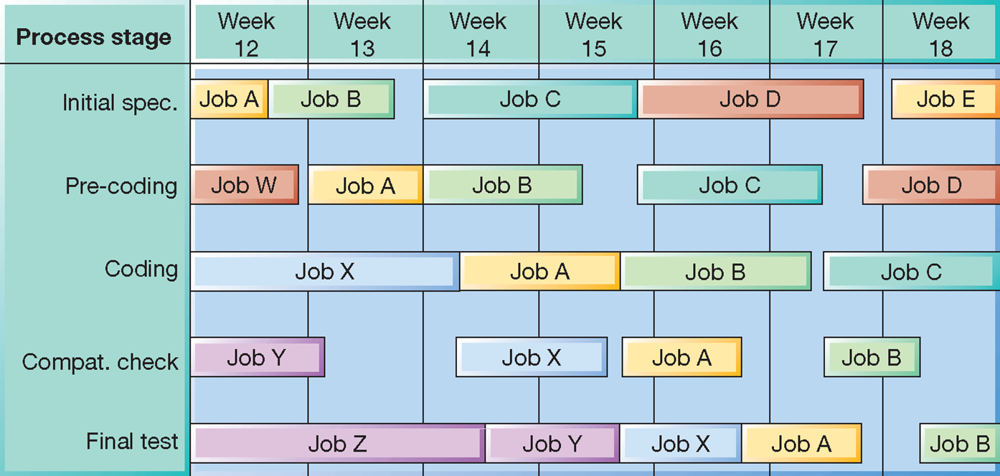 Process stage
Week 12
Week 13
Week 14
Week 15
Week 16
Week 17
Week 18
Initial spec.
Job A
Job B
Job C
Job D
Job E
Pre-coding
Job W
Job A
Job B
Job C
Job D
Coding
Job X
Job A
Job B
Job C
Compat. check
Job Y
Job X
Job A
Job B
Final test
Job Z
Job Y
Job X
Job A
Job B